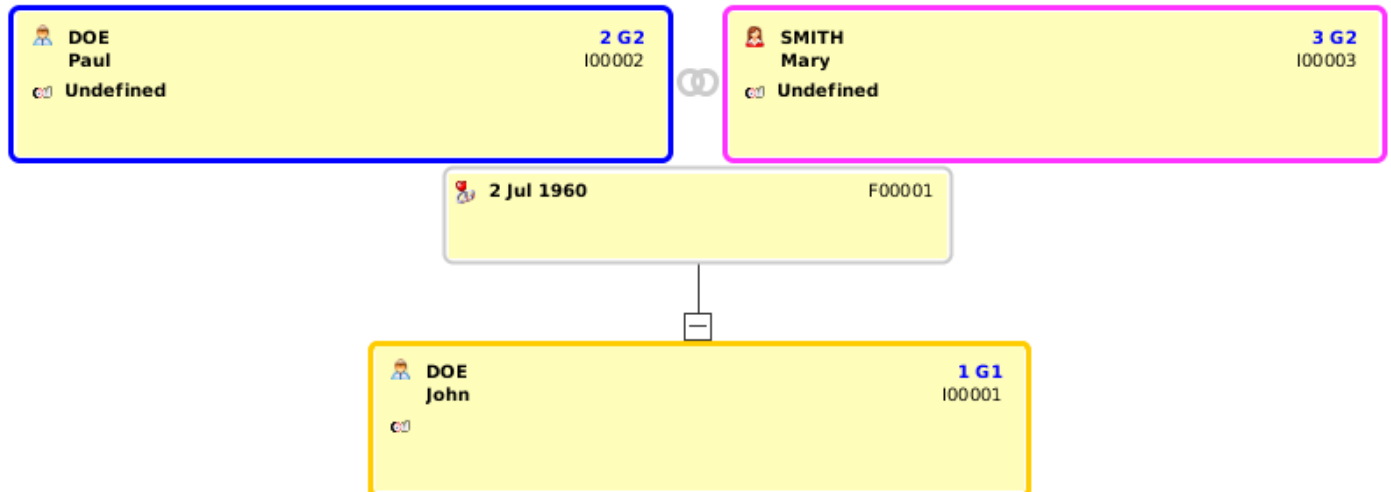 DOE 2 G2
Paul I00002
Undefined
SMITH 3 G2
Mary I00003
Undefined
2 Jul 1960 F00001
DOE 1 G1
John I00001